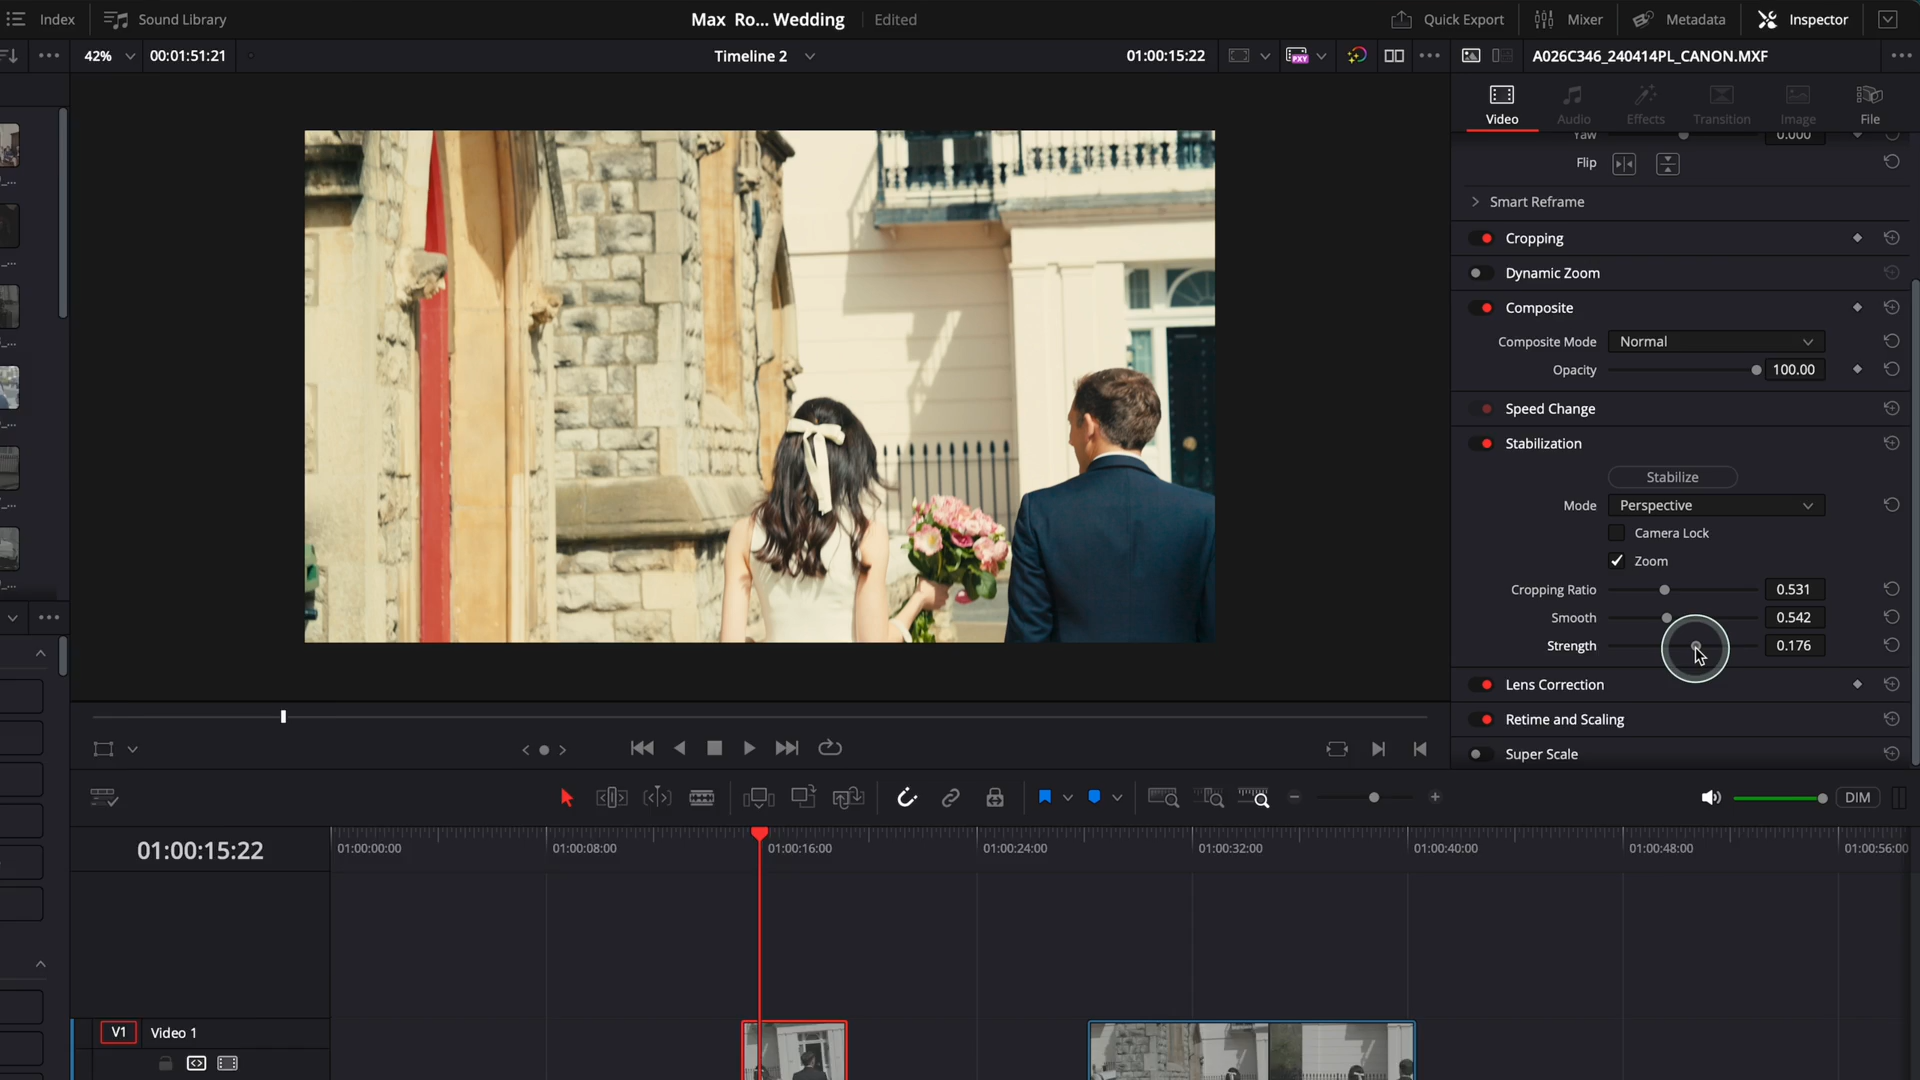 Index
Sound Library
Max Ro... Wedding
Edited
Quick Export
Mixer
Metadata
Inspector
42%
00:01:51:21
Timeline 2
01:00:15:22
PXY
A026C346_240414PL_CANON.MXF
Video
Audio
Effects
Transition
Image
File
Yaw
0.000
Flip
Smart Reframe
Cropping
Dynamic Zoom
Composite
Composite Mode
Normal
Opacity
100.00
Speed Change
Stabilization
Stabilize
Mode
Perspective
Camera Lock
Zoom
Cropping Ratio
0.531
Smooth
0.542
Strength
0.176
Lens Correction
Retime and Scaling
Super Scale
DIM
01:00:15:22
01:00:00:00
01:00:08:00
01:00:16:00
01:00:24:00
01:00:32:00
01:00:40:00
01:00:48:00
01:00:56:00
V1
Video 1